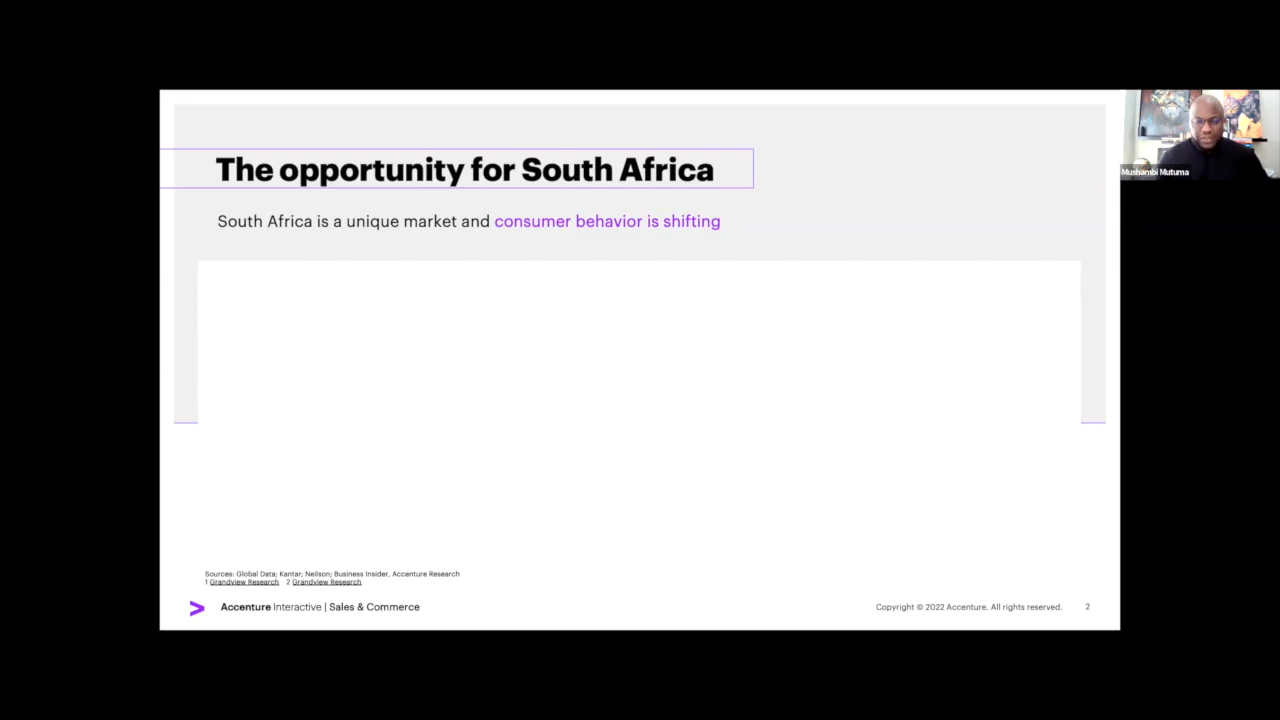 The opportunity for South Africa
South Africa is a unique market and consumer behavior is shifting
Mushambi Mutuma
Sources: Global Data; Kantar; Neilson; Business Insider, Accenture Research
1 Grandview Research 2 Grandview Research
Accenture Interactive | Sales & Commerce
Copyright © 2022 Accenture. All rights reserved. 2